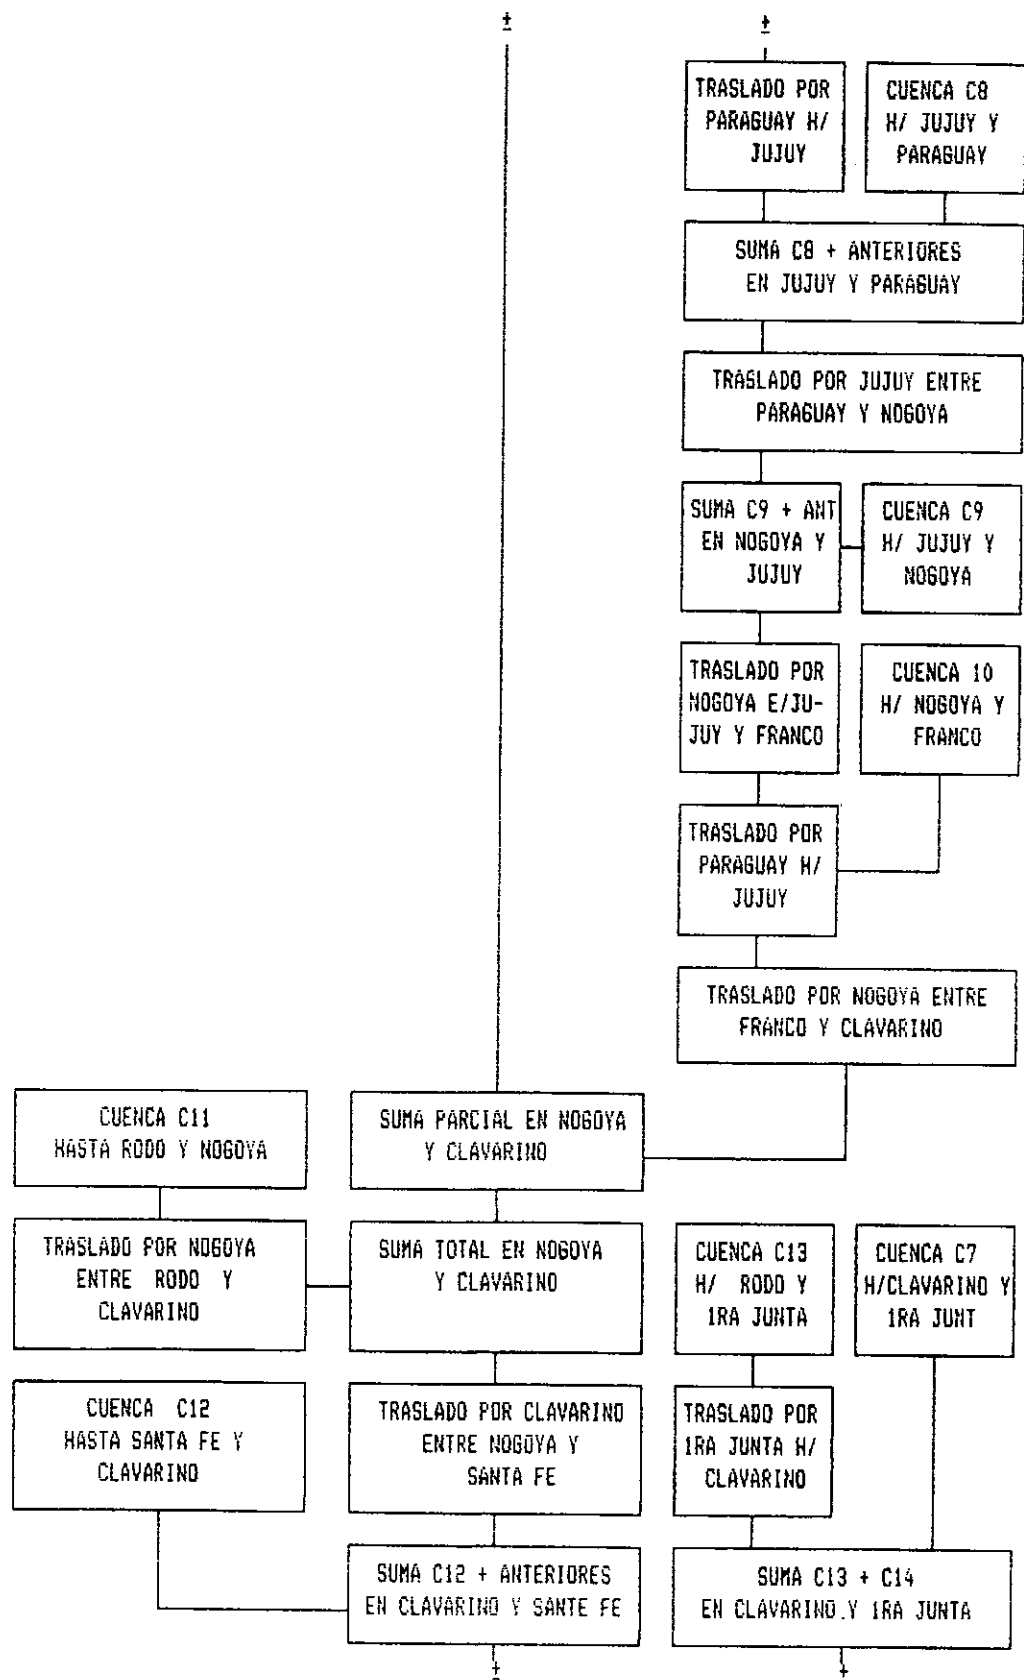 ±
±
TRASLADO POR
PARAGUAY H/
JUJUY
CUENCA C8
H/ JUJUY Y
PARAGUAY
SUMA C8 + ANTERIORES
EN JUJUY Y PARAGUAY
TRASLADO POR JUJUY ENTRE
PARAGUAY Y NOGOYA
SUMA C9 + ANT
EN NOGOYA Y
JUJUY
CUENCA C9
H/ JUJUY Y
NOGOYA
TRASLADO POR
NOGOYA E/JU-
JUY Y FRANCO
CUENCA 10
H/ NOGOYA Y
FRANCO
TRASLADO POR
PARAGUAY H/
JUJUY
TRASLADO POR NOGOYA ENTRE
FRANCO Y CLAVARINO
CUENCA C11
HASTA RODO Y NOGOYA
SUMA PARCIAL EN NOGOYA
Y CLAVARINO
TRASLADO POR NOGOYA
ENTRE RODO Y
CLAVARINO
SUMA TOTAL EN NOGOYA
Y CLAVARINO
CUENCA C13
H/ RODO Y
1RA JUNTA
CUENCA C7
H/CLAVARINO Y
1RA JUNT
CUENCA C12
HASTA SANTA FE Y
CLAVARINO
TRASLADO POR CLAVARINO
ENTRE NOGOYA Y
SANTA FE
TRASLADO POR
1RA JUNTA H/
CLAVARINO
SUMA C12 + ANTERIORES
EN CLAVARINO Y SANTE FE
SUMA C13 + C14
EN CLAVARINO.Y 1RA JUNTA
±
+